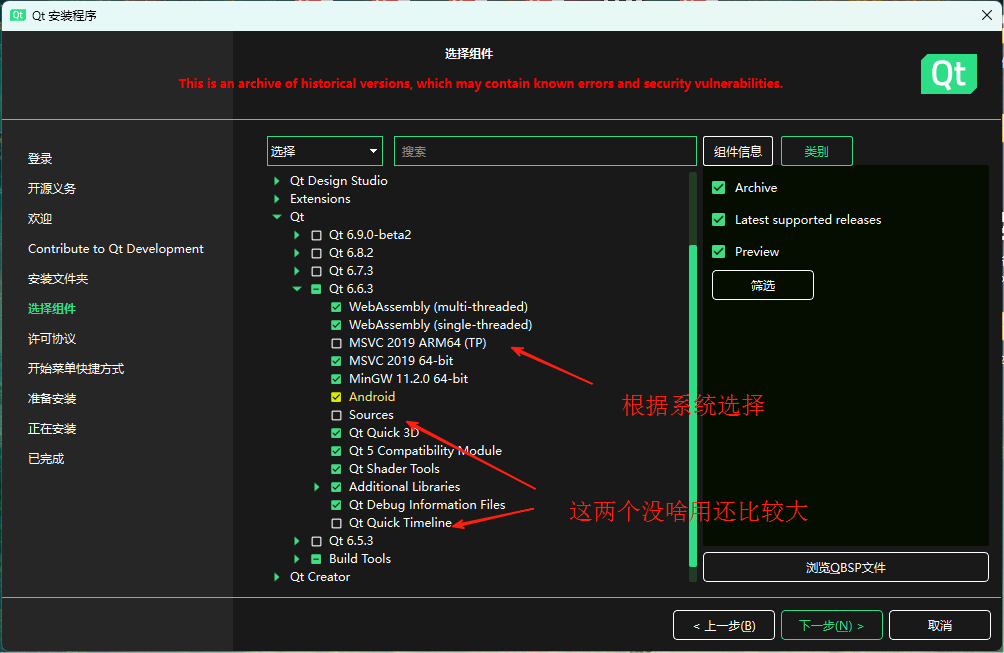 Qt Qt 安装程序
选择组件
This is an archive of historical versions, which may contain known errors and security vulnerabilities.
Qt
登录
开源义务
欢迎
Contribute to Qt Development
安装文件夹
选择组件
许可协议
开始菜单快捷方式
准备安装
正在安装
已完成
选择
搜索
组件信息
类别
Qt Design Studio
Extensions
Qt
Qt 6.9.0-beta2
Qt 6.8.2
Qt 6.7.3
Qt 6.6.3
WebAssembly (multi-threaded)
WebAssembly (single-threaded)
MSVC 2019 ARM64 (TP)
MSVC 2019 64-bit
MinGW 11.2.0 64-bit
Android
Sources
Qt Quick 3D
Qt 5 Compatibility Module
Qt Shader Tools
Additional Libraries
Qt Debug Information Files
Qt Quick Timeline
Qt 6.5.3
Build Tools
Qt Creator
根据系统选择
这两个没啥用还比较大
Archive
Latest supported releases
Preview
筛选
浏览QBSP文件
< 上一步(B)
下一步(N) >
取消